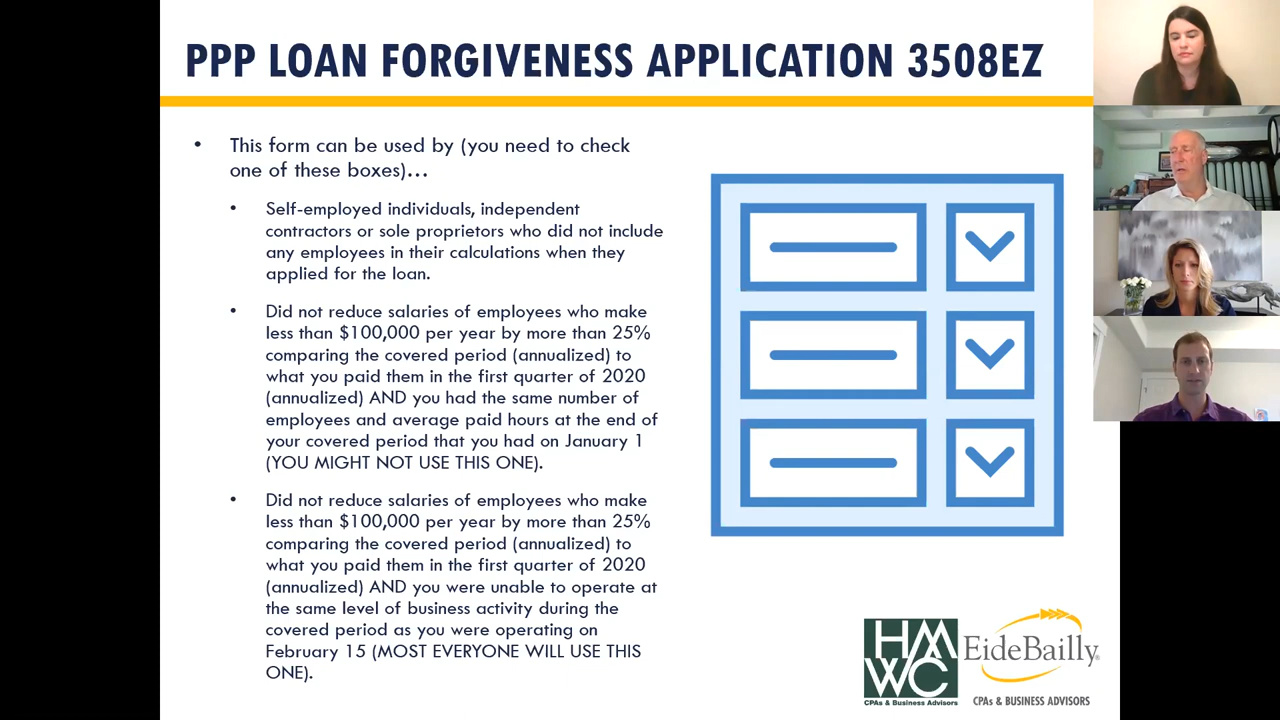 PPP LOAN FORGIVENESS APPLICATION 3508EZ
• This form can be used by (you need to check
one of these boxes)…
• Self-employed individuals, independent
contractors or sole proprietors who did not include
any employees in their calculations when they
applied for the loan.
• Did not reduce salaries of employees who make
less than $100,000 per year by more than 25%
comparing the covered period (annualized) to
what you paid them in the first quarter of 2020
(annualized) AND you had the same number of
employees and average paid hours at the end of
your covered period that you had on January 1
(YOU MIGHT NOT USE THIS ONE).
• Did not reduce salaries of employees who make
less than $100,000 per year by more than 25%
comparing the covered period (annualized) to
what you paid them in the first quarter of 2020
(annualized) AND you were unable to operate at
the same level of business activity during the
covered period as you were operating on
February 15 (MOST EVERYONE WILL USE THIS
ONE).
HM
WC
CPAs & Business Advisors
EideBailly®
CPAs & BUSINESS ADVISORS